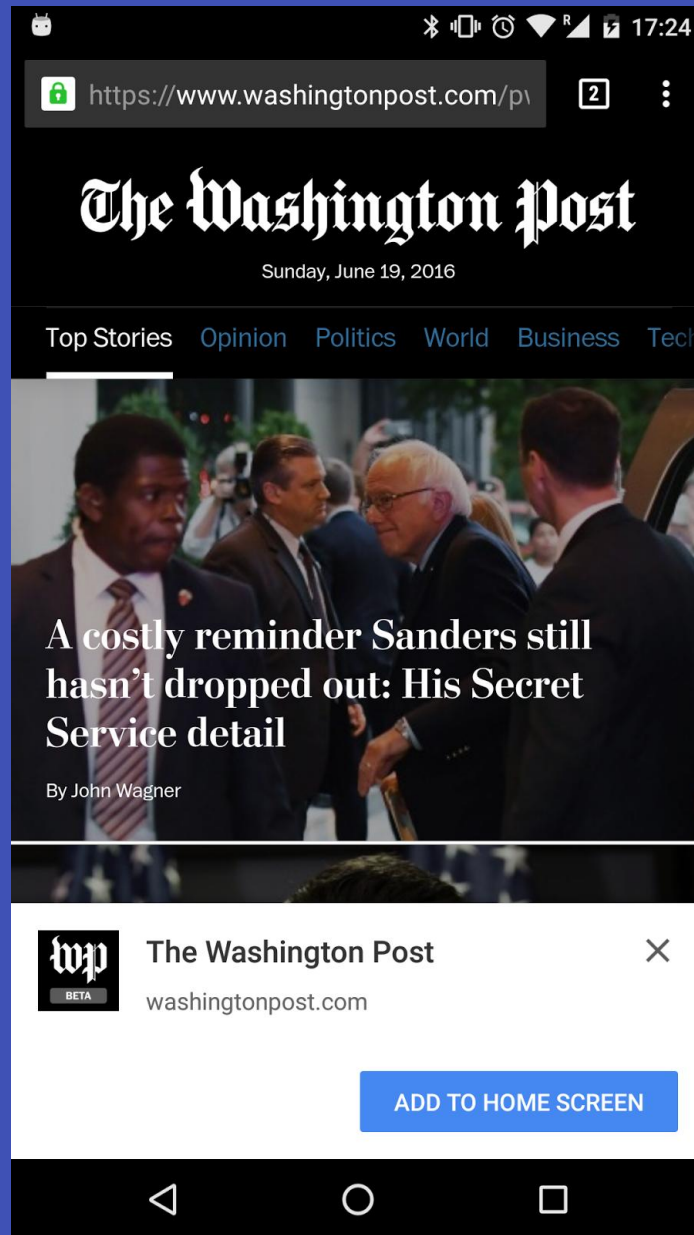 R 17:24
https://www.washingtonpost.com/p
2
The Washington Post
Sunday, June 19, 2016
Top Stories Opinion Politics World Business Tech
A costly reminder Sanders still
hasn't dropped out: His Secret
Service detail
By John Wagner
wp
BETA
The Washington Post
washingtonpost.com
ADD TO HOME SCREEN